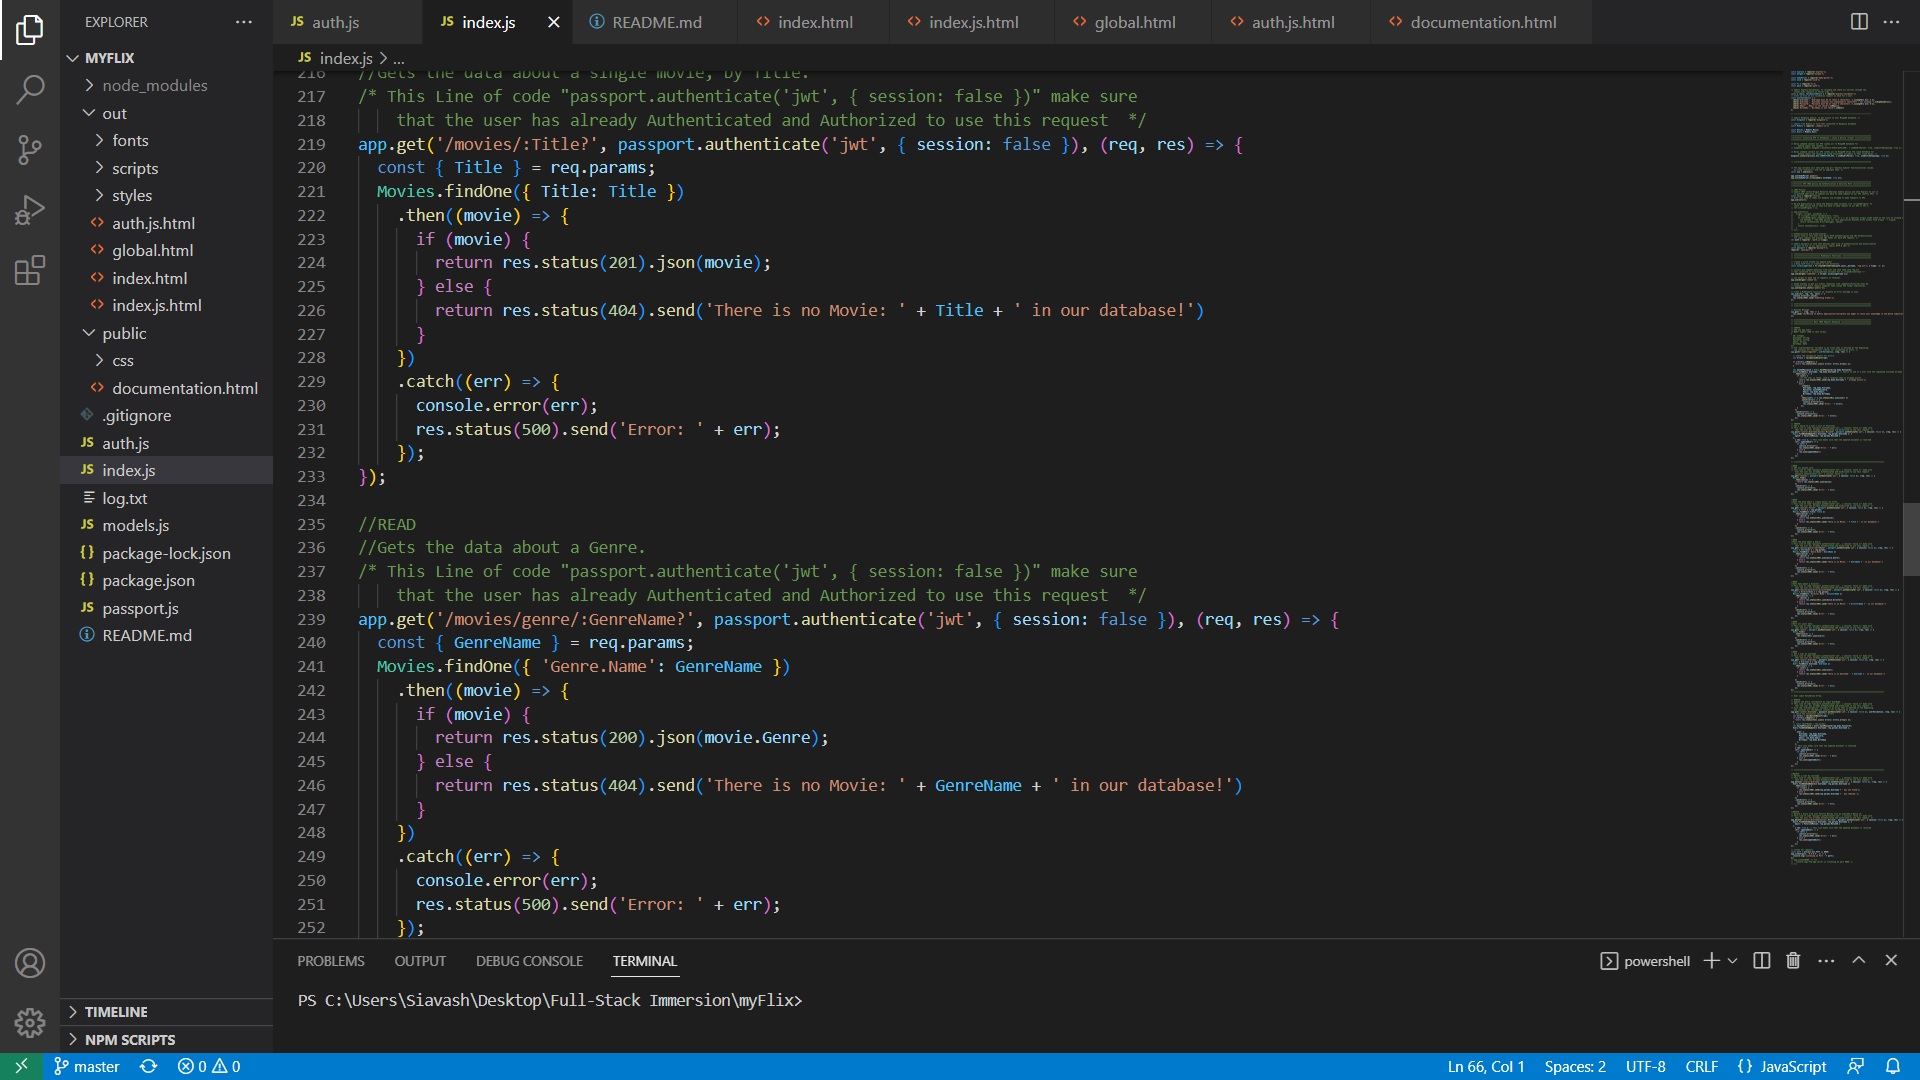 EXPLORER
MYFLIX
node_modules
out
fonts
scripts
styles
auth.js.html
global.html
index.html
index.js.html
public
css
documentation.html
.gitignore
JS auth.js
JS index.js
log.txt
JS models.js
{} package-lock.json
{} package.json
JS passport.js
README.md
TIMELINE
NPM SCRIPTS
JS auth.js
JS index.js
README.md
index.html
index.js.html
global.html
auth.js.html
documentation.html
JS index.js > ...
216 //Gets the data about a single movie, by Title.
217 /* This Line of code "passport.authenticate('jwt', { session: false })" make sure
218 that the user has already Authenticated and Authorized to use this request */
219 app.get('/movies/:Title?', passport.authenticate('jwt', { session: false }), (req, res) => {
220 const { Title } = req.params;
221 Movies.findOne({ Title: Title })
222 .then((movie) => {
223 if (movie) {
224 return res.status(201).json(movie);
225 } else {
226 return res.status(404).send('There is no Movie: ' + Title + ' in our database!')
227 }
228 })
229 .catch((err) => {
230 console.error(err);
231 res.status(500).send('Error: ' + err);
232 });
233 });
234
235 //READ
236 //Gets the data about a Genre.
237 /* This Line of code "passport.authenticate('jwt', { session: false })" make sure
238 that the user has already Authenticated and Authorized to use this request */
239 app.get('/movies/genre/:GenreName?', passport.authenticate('jwt', { session: false }), (req, res) => {
240 const { GenreName } = req.params;
241 Movies.findOne({ 'Genre.Name': GenreName })
242 .then((movie) => {
243 if (movie) {
244 return res.status(200).json(movie.Genre);
245 } else {
246 return res.status(404).send('There is no Movie: ' + GenreName + ' in our database!')
247 }
248 })
249 .catch((err) => {
250 console.error(err);
251 res.status(500).send('Error: ' + err);
252 });
PROBLEMS OUTPUT DEBUG CONSOLE TERMINAL
powershell
PS C:\Users\Siavash\Desktop\Full-Stack Immersion\myFlix>
master 0 0
Ln 66, Col 1 Spaces: 2 UTF-8 CRLF {} JavaScript